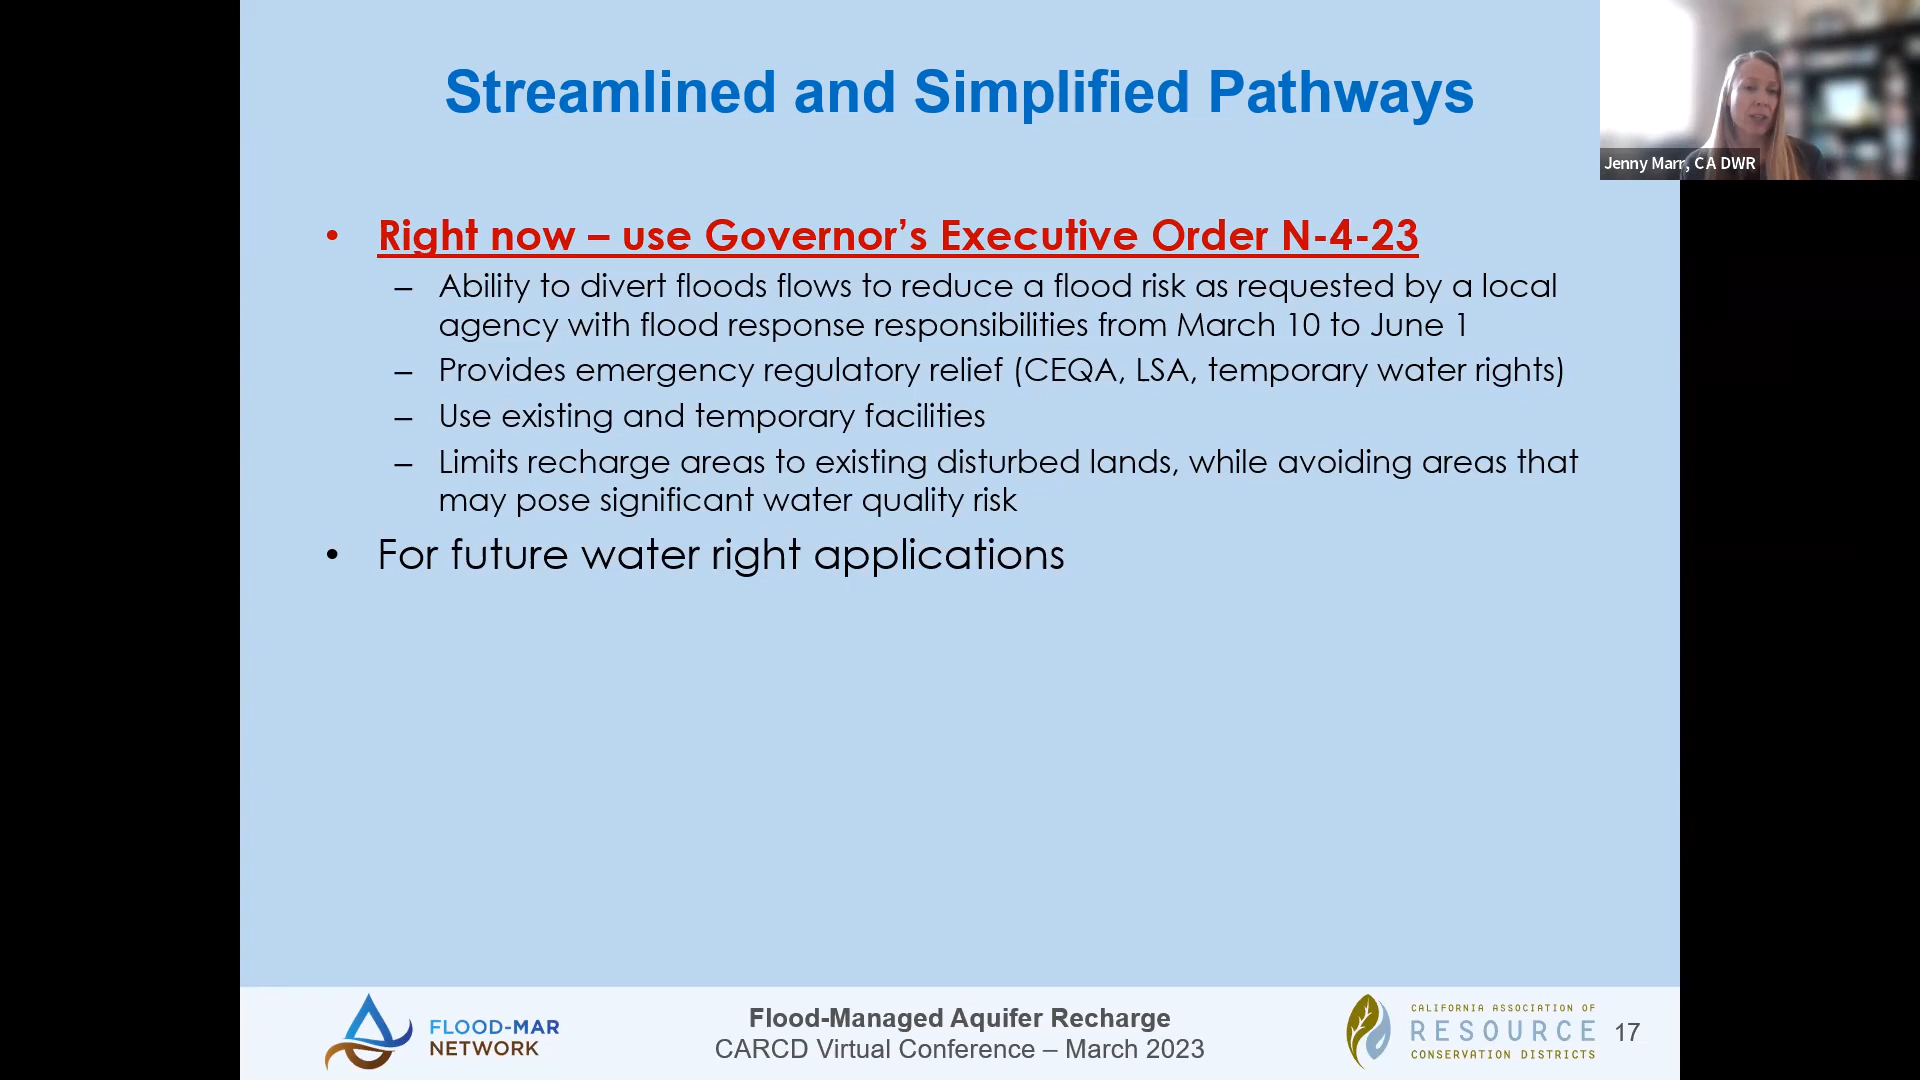 Streamlined and Simplified Pathways
Jenny Marr, CA DWR
• Right now – use Governor’s Executive Order N-4-23
– Ability to divert floods flows to reduce a flood risk as requested by a local
agency with flood response responsibilities from March 10 to June 1
– Provides emergency regulatory relief (CEQA, LSA, temporary water rights)
– Use existing and temporary facilities
– Limits recharge areas to existing disturbed lands, while avoiding areas that
may pose significant water quality risk
• For future water right applications
FLOOD-MAR
NETWORK
Flood-Managed Aquifer Recharge
CARCD Virtual Conference – March 2023
CALIFORNIA ASSOCIATION OF
RESOURCE
CONSERVATION DISTRICTS
17